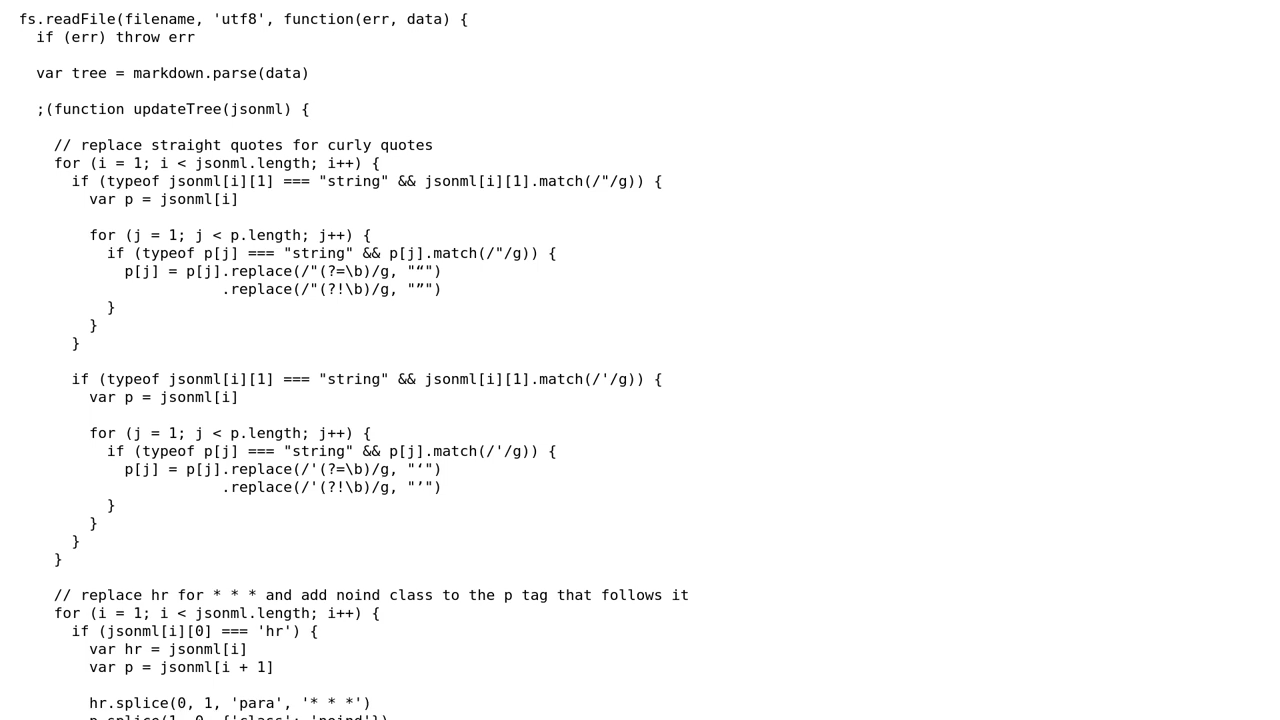 fs.readFile(filename, 'utf8', function(err, data) {
  if (err) throw err

  var tree = markdown.parse(data)

  ;(function updateTree(jsonml) {

    // replace straight quotes for curly quotes
    for (i = 1; i < jsonml.length; i++) {
      if (typeof jsonml[i][1] === "string" && jsonml[i][1].match(/"/g)) {
        var p = jsonml[i]

        for (j = 1; j < p.length; j++) {
          if (typeof p[j] === "string" && p[j].match(/"/g)) {
            p[j] = p[j].replace(/"(?=\b)/g, "“")
                       .replace(/"(?!\b)/g, "”")
          }
        }
      }

      if (typeof jsonml[i][1] === "string" && jsonml[i][1].match(/'/g)) {
        var p = jsonml[i]

        for (j = 1; j < p.length; j++) {
          if (typeof p[j] === "string" && p[j].match(/'/g)) {
            p[j] = p[j].replace(/'(?=\b)/g, "‘")
                       .replace(/'(?!\b)/g, "’")
          }
        }
      }
    }

    // replace hr for * * * and add noind class to the p tag that follows it
    for (i = 1; i < jsonml.length; i++) {
      if (jsonml[i][0] === 'hr') {
        var hr = jsonml[i]
        var p = jsonml[i + 1]

        hr.splice(0, 1, 'para', '* * *')
        p.splice(1, 0, {'class': 'noind'})